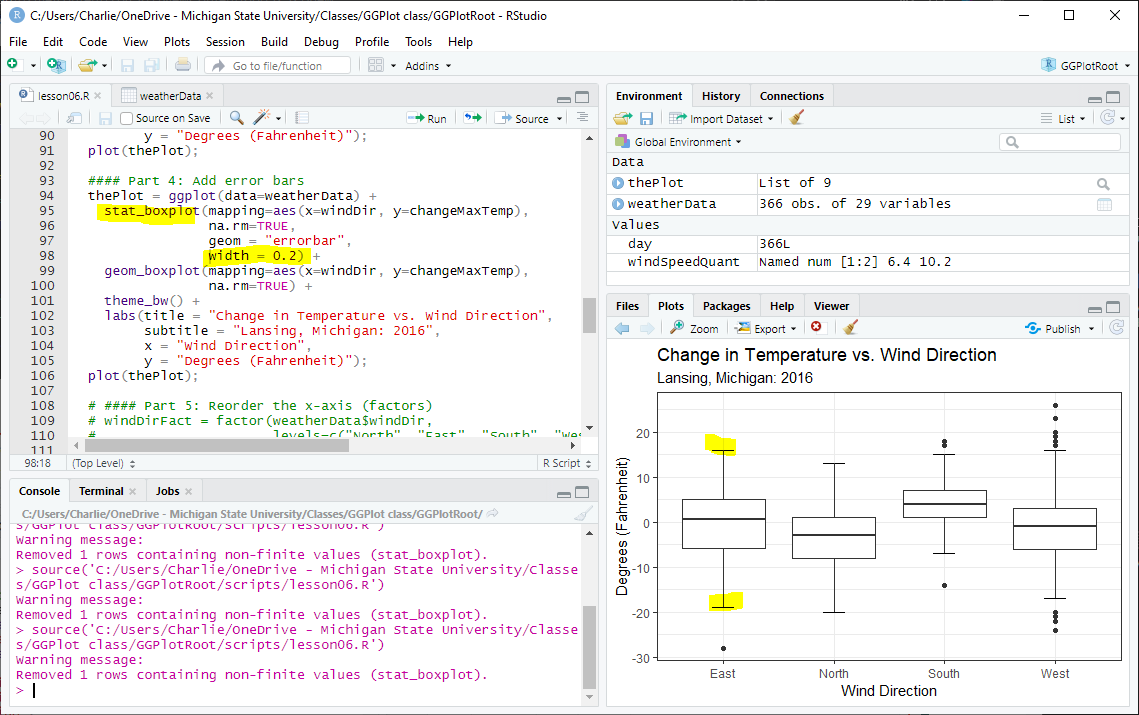 C:/Users/Charlie/OneDrive - Michigan State University/Classes/GGPlot class/GGPlotRoot - RStudio
File Edit Code View Plots Session Build Debug Profile Tools Help
Go to file/function Addins GGPlotRoot
lesson06.R weatherData
Source on Save Run Source
90 y = "Degrees (Fahrenheit)");
91 plot(thePlot);
92
93 #### Part 4: Add error bars
94 thePlot = ggplot(data=weatherData) +
95 stat_boxplot(mapping=aes(x=windDir, y=changeMaxTemp),
96 na.rm=TRUE,
97 geom = "errorbar",
98 width = 0.2) +
99 geom_boxplot(mapping=aes(x=windDir, y=changeMaxTemp),
100 na.rm=TRUE) +
101 theme_bw() +
102 labs(title = "Change in Temperature vs. Wind Direction",
103 subtitle = "Lansing, Michigan: 2016",
104 x = "Wind Direction",
105 y = "Degrees (Fahrenheit)");
106 plot(thePlot);
107
108 # #### Part 5: Reorder the x-axis (factors)
109 # windDirFact = factor(weatherData$windDir,
110 # levels=c("North", "East", "South", "Wes
111
98:18 (Top Level) R Script
Console Terminal Jobs
C:/Users/Charlie/OneDrive - Michigan State University/Classes/GGPlot class/GGPlotRoot/
s/GGPlot class/GGPlotRoot/scripts/lesson06.R')
Warning message:
Removed 1 rows containing non-finite values (stat_boxplot).
> source('C:/Users/Charlie/OneDrive - Michigan State University/Classe
s/GGPlot class/GGPlotRoot/scripts/lesson06.R')
Warning message:
Removed 1 rows containing non-finite values (stat_boxplot).
> source('C:/Users/Charlie/OneDrive - Michigan State University/Classe
s/GGPlot class/GGPlotRoot/scripts/lesson06.R')
Warning message:
Removed 1 rows containing non-finite values (stat_boxplot).
>
Environment History Connections
Import Dataset List
Global Environment
Data
thePlot List of 9
weatherData 366 obs. of 29 variables
Values
day 366L
windSpeedQuant Named num [1:2] 6.4 10.2
Files Plots Packages Help Viewer
Zoom Export Publish
Change in Temperature vs. Wind Direction
Lansing, Michigan: 2016
Degrees (Fahrenheit)
20
10
0
-10
-20
-30
East North South West
Wind Direction